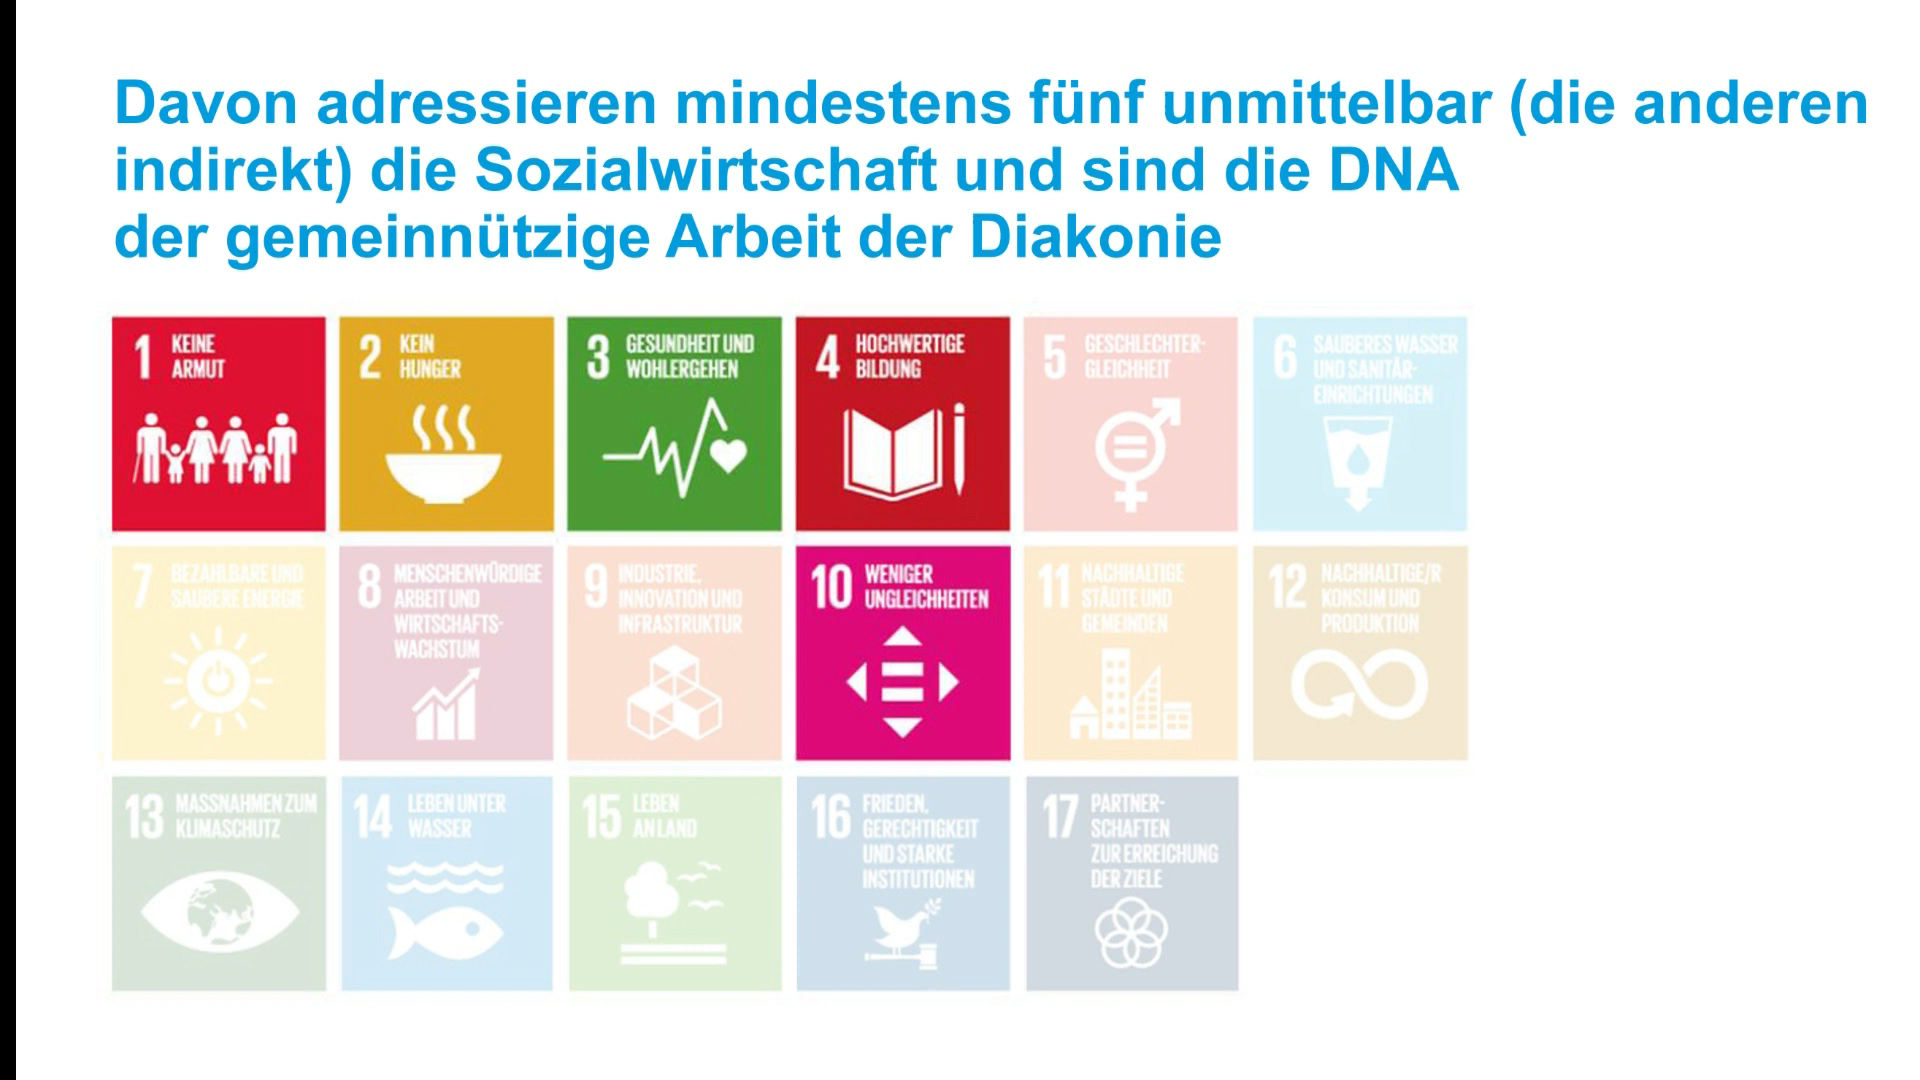 Davon adressieren mindestens fünf unmittelbar (die anderen
indirekt) die Sozialwirtschaft und sind die DNA
der gemeinnützige Arbeit der Diakonie
1 KEINE
ARMUT
2 KEIN
HUNGER
3 GESUNDHEIT UND
WOHLERGEHEN
4 HOCHWERTIGE
BILDUNG
5 GESCHLECHTER-
GLEICHHEIT
6 SAUBERES WASSER
UND SANITÄR-
EINRICHTUNGEN
7 BEZAHLBARE UND
SAUBERE ENERGIE
8 MENSCHENWÜRDIGE
ARBEIT UND
WIRTSCHAFTS-
WACHSTUM
9 INDUSTRIE,
INNOVATION UND
INFRASTRUKTUR
10 WENIGER
UNGLEICHHEITEN
11 NACHHALTIGE
STÄDTE UND
GEMEINDEN
12 NACHHALTIGE/R
KONSUM UND
PRODUKTION
13 MASSNAHMEN ZUM
KLIMASCHUTZ
14 LEBEN UNTER
WASSER
15 LEBEN
AN LAND
16 FRIEDEN,
GERECHTIGKEIT
UND STARKE
INSTITUTIONEN
17 PARTNER-
SCHAFTEN
ZUR ERREICHUNG
DER ZIELE